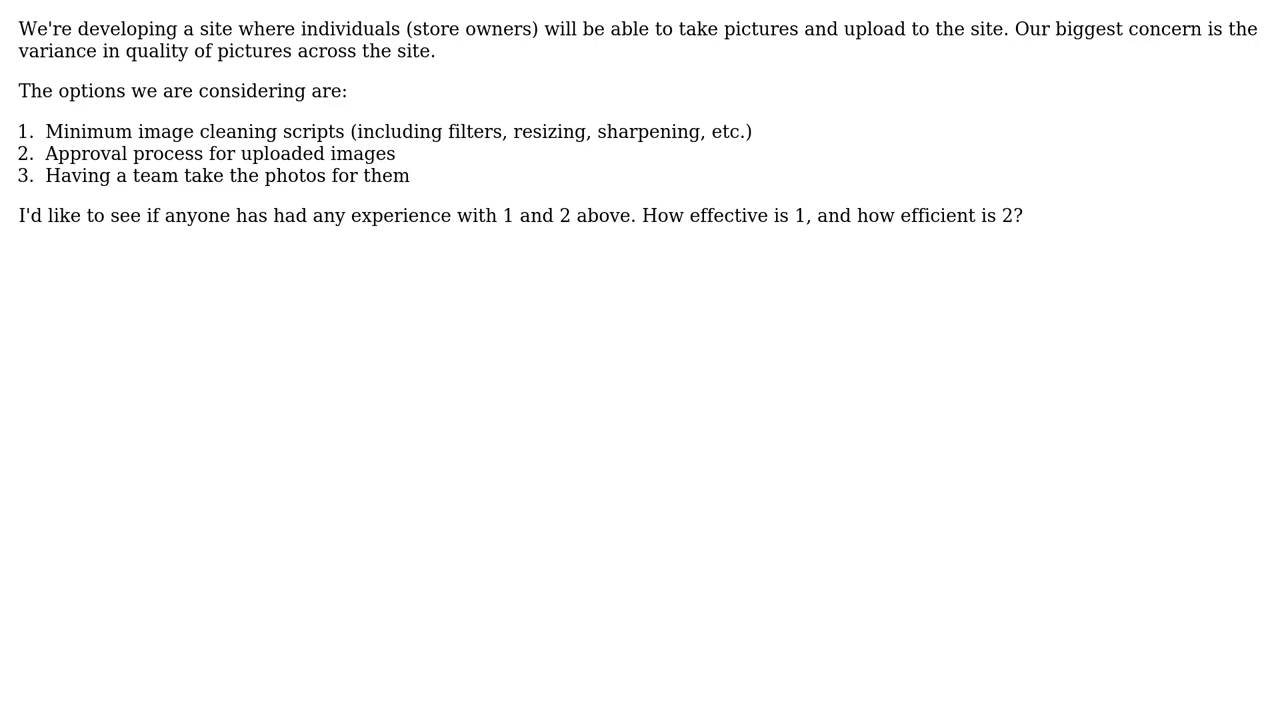 We're developing a site where individuals (store owners) will be able to take pictures and upload to the site. Our biggest concern is the
variance in quality of pictures across the site.
The options we are considering are:
1. Minimum image cleaning scripts (including filters, resizing, sharpening, etc.)
2. Approval process for uploaded images
3. Having a team take the photos for them
I'd like to see if anyone has had any experience with 1 and 2 above. How effective is 1, and how efficient is 2?